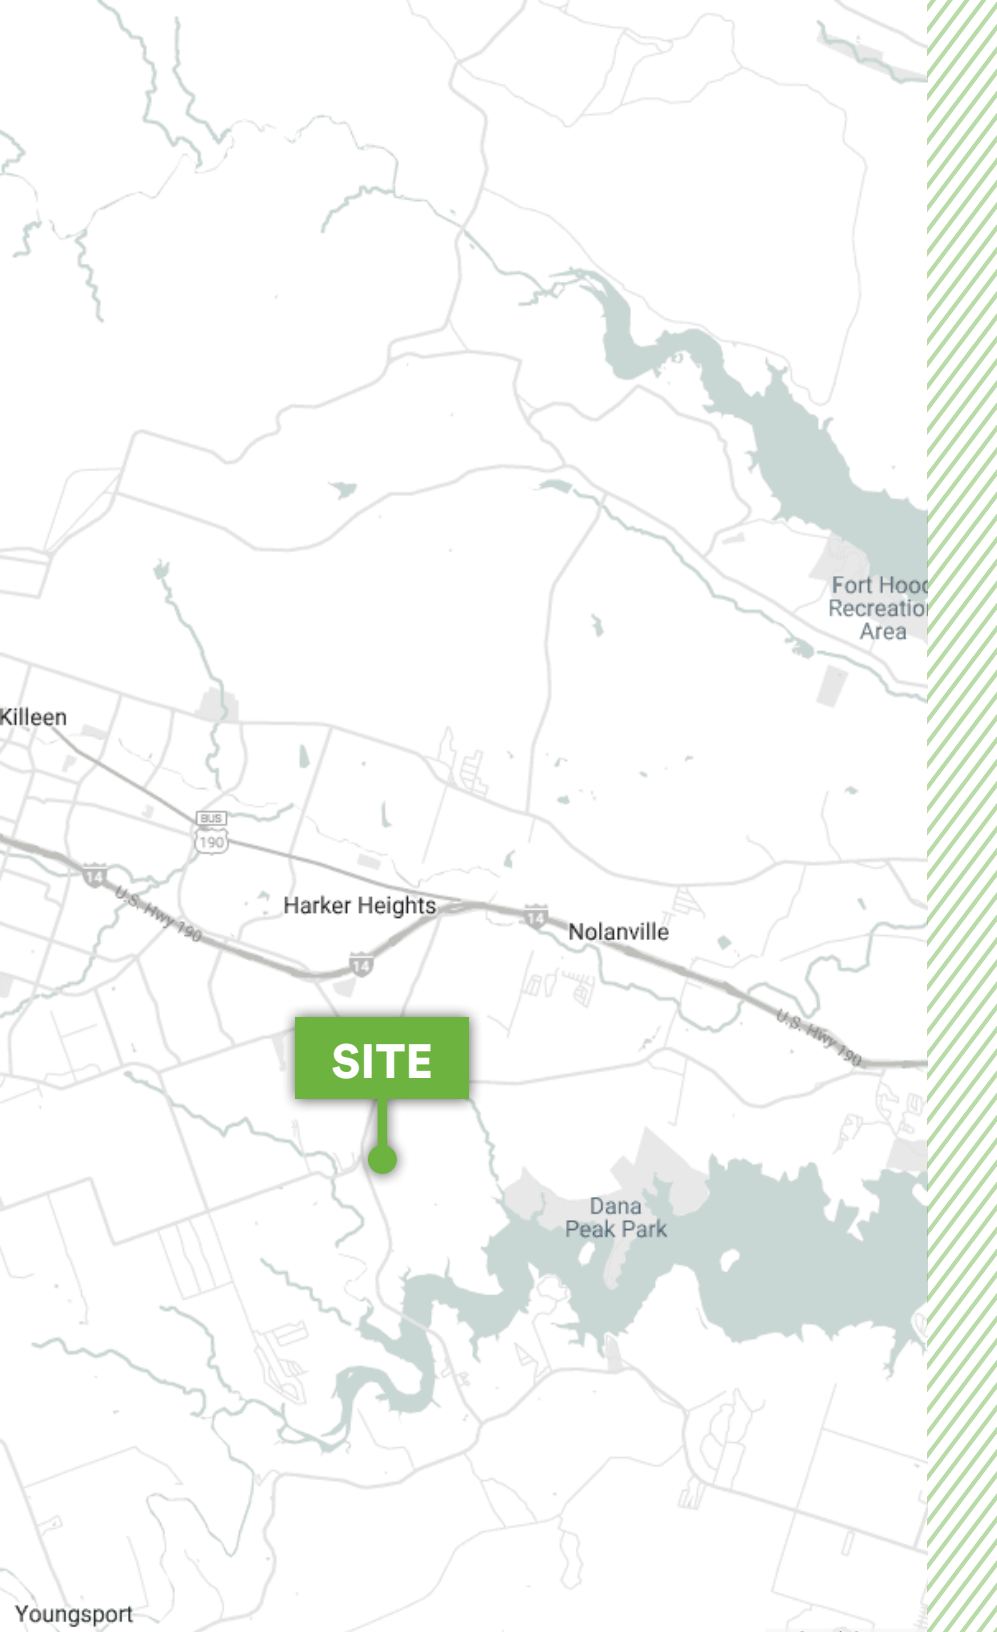 Fort Hood
Recreation
Area
Killeen
BUS
190
14
U.S. Hwy 190
Harker Heights
14
Nolanville
14
U.S. Hwy 190
SITE
Dana
Peak Park
Youngsport